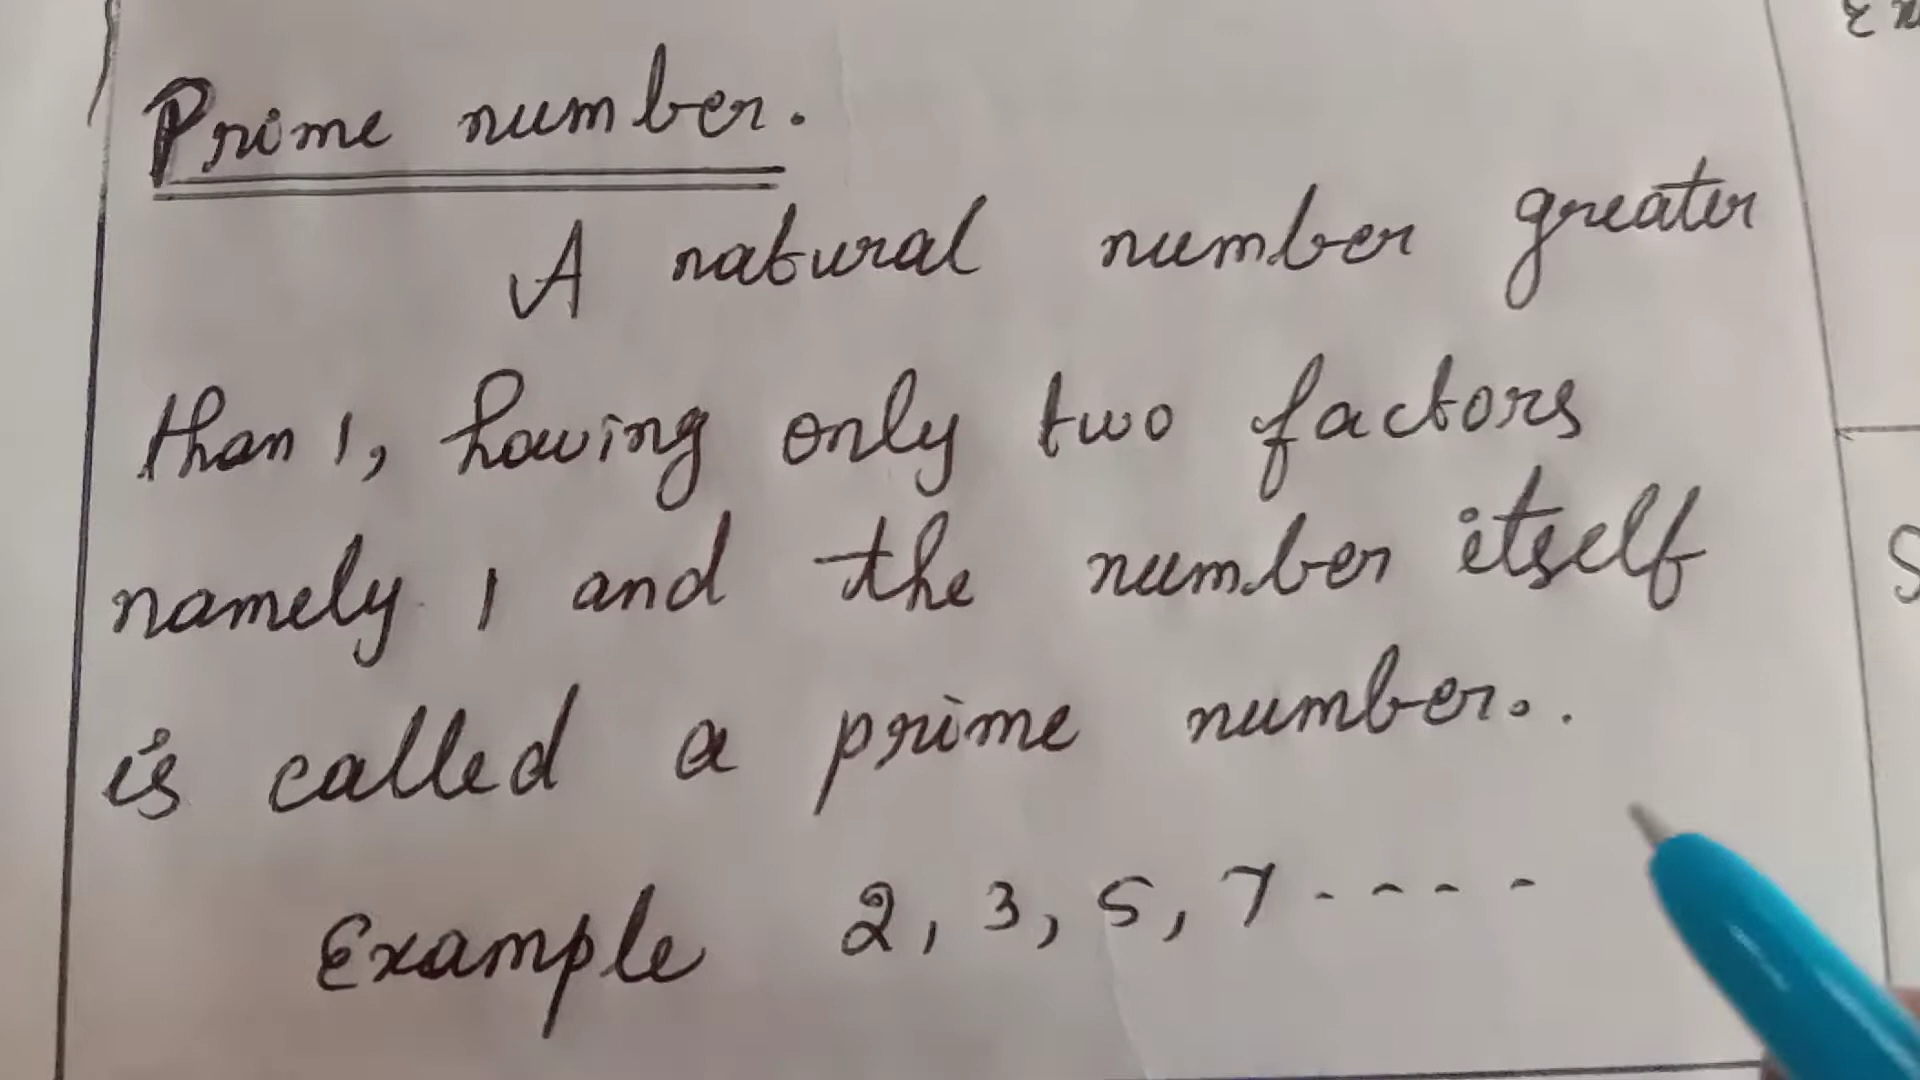 Prime number.
A natural number greater
than 1, having only two factors
namely 1 and the number itself
is called a prime number..
Example 2, 3, 5, 7 - - - -